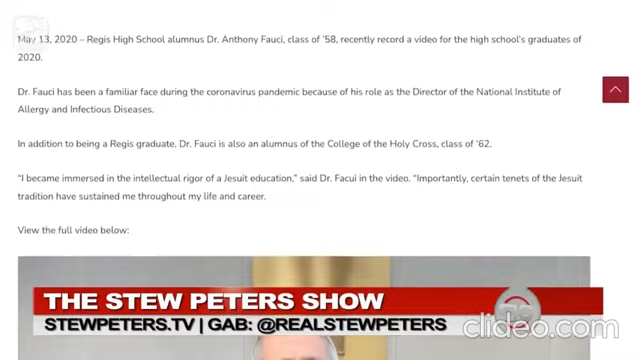 May 13, 2020 – Regis High School alumnus Dr. Anthony Fauci, class of ’58, recently record a video for the high school’s graduates of
2020.
Dr. Fauci has been a familiar face during the coronavirus pandemic because of his role as the Director of the National Institute of
Allergy and Infectious Diseases.
In addition to being a Regis graduate. Dr. Fauci is also an alumnus of the College of the Holy Cross, class of ’62.
“I became immersed in the intellectual rigor of a Jesuit education,” said Dr. Facui in the video. “Importantly, certain tenets of the Jesuit
tradition have sustained me throughout my life and career.
View the full video below:
THE STEW PETERS SHOW
STEWPETERS.TV | GAB: @REALSTEWPETERS
clideo.com